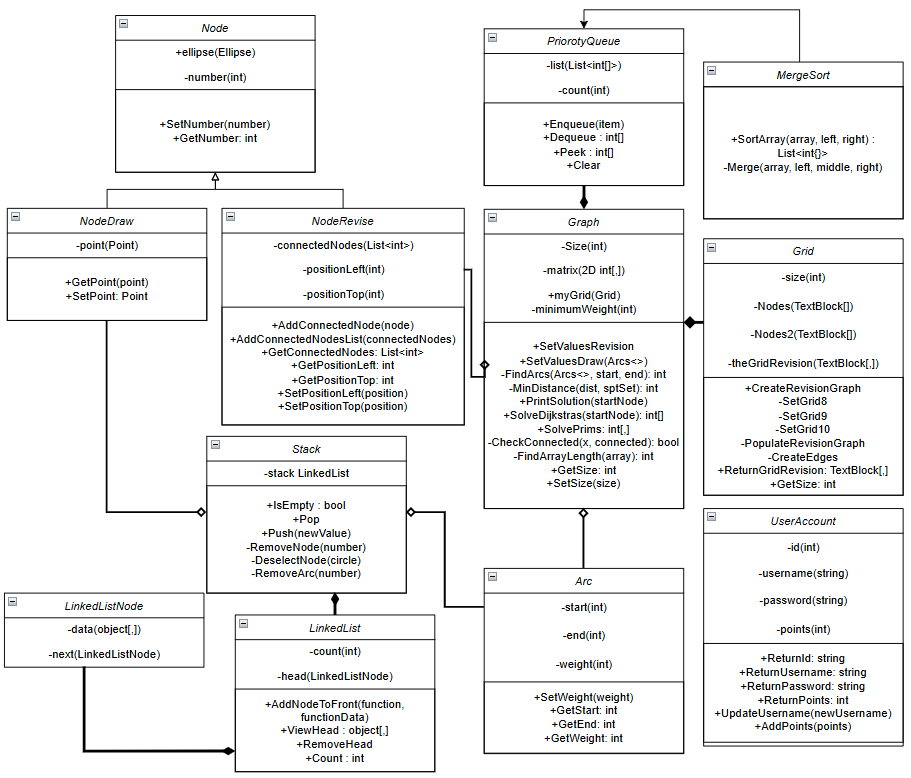 Node
+ellipse(Ellipse)
-number(int)
+SetNumber(number)
+GetNumber: int
PriorotyQueue
-list(List<int[]>)
-count(int)
+Enqueue(item)
+Dequeue : int[]
+Peek : int[]
+Clear
MergeSort
+SortArray(array, left, right) :
List<int{}>
-Merge(array, left, middle, right)
NodeDraw
-point(Point)
+GetPoint(point)
+SetPoint: Point
NodeRevise
-connectedNodes(List<int>)
-positionLeft(int)
-positionTop(int)
+AddConnectedNode(node)
+AddConnectedNodesList(connectedNodes)
+GetConnectedNodes: List<int>
+GetPositionLeft: int
+GetPositionTop: int
+SetPositionLeft(position)
+SetPositionTop(position)
Graph
-Size(int)
-matrix(2D int[,])
+myGrid(Grid)
-minimumWeight(int)
+SetValuesRevision
+SetValuesDraw(Arcs<>)
-FindArcs(Arcs<>, start, end): int
-MinDistance(dist, sptSet): int
+PrintSolution(startNode)
+SolveDijkstras(startNode): int[]
+SolvePrims: int[,]
-CheckConnected(x, connected): bool
-FindArrayLength(array): int
+GetSize: int
+SetSize(size)
Grid
-size(int)
-Nodes(TextBlock[])
-Nodes2(TextBlock[])
-theGridRevision(TextBlock[,])
+CreateRevisionGraph
-SetGrid8
-SetGrid9
-SetGrid10
-PopulateRevisionGraph
-CreateEdges
+ReturnGridRevision: TextBlock[,]
+GetSize: int
Stack
-stack LinkedList
+IsEmpty : bool
+Pop
+Push(newValue)
-RemoveNode(number)
-DeselectNode(circle)
-RemoveArc(number)
UserAccount
-id(int)
-username(string)
-password(string)
-points(int)
+ReturnId: string
+ReturnUsername: string
+ReturnPassword: string
+ReturnPoints: int
+UpdateUsername(newUsername)
+AddPoints(points)
LinkedListNode
-data(object[,])
-next(LinkedListNode)
LinkedList
-count(int)
-head(LinkedListNode)
+AddNodeToFront(function,
functionData)
+ViewHead : object[,]
+RemoveHead
+Count : int
Arc
-start(int)
-end(int)
-weight(int)
+SetWeight(weight)
+GetStart: int
+GetEnd: int
+GetWeight: int